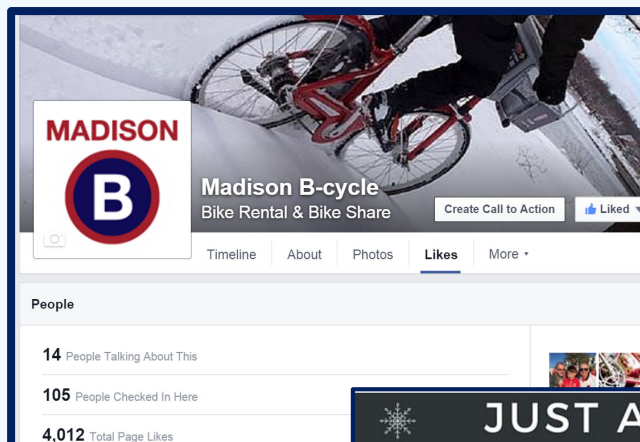 MADISON
B
Madison B-cycle
Bike Rental & Bike Share
Create Call to Action
Liked
Timeline About Photos Likes More
People
14 People Talking About This
105 People Checked In Here
4,012 Total Page Likes
JUST A